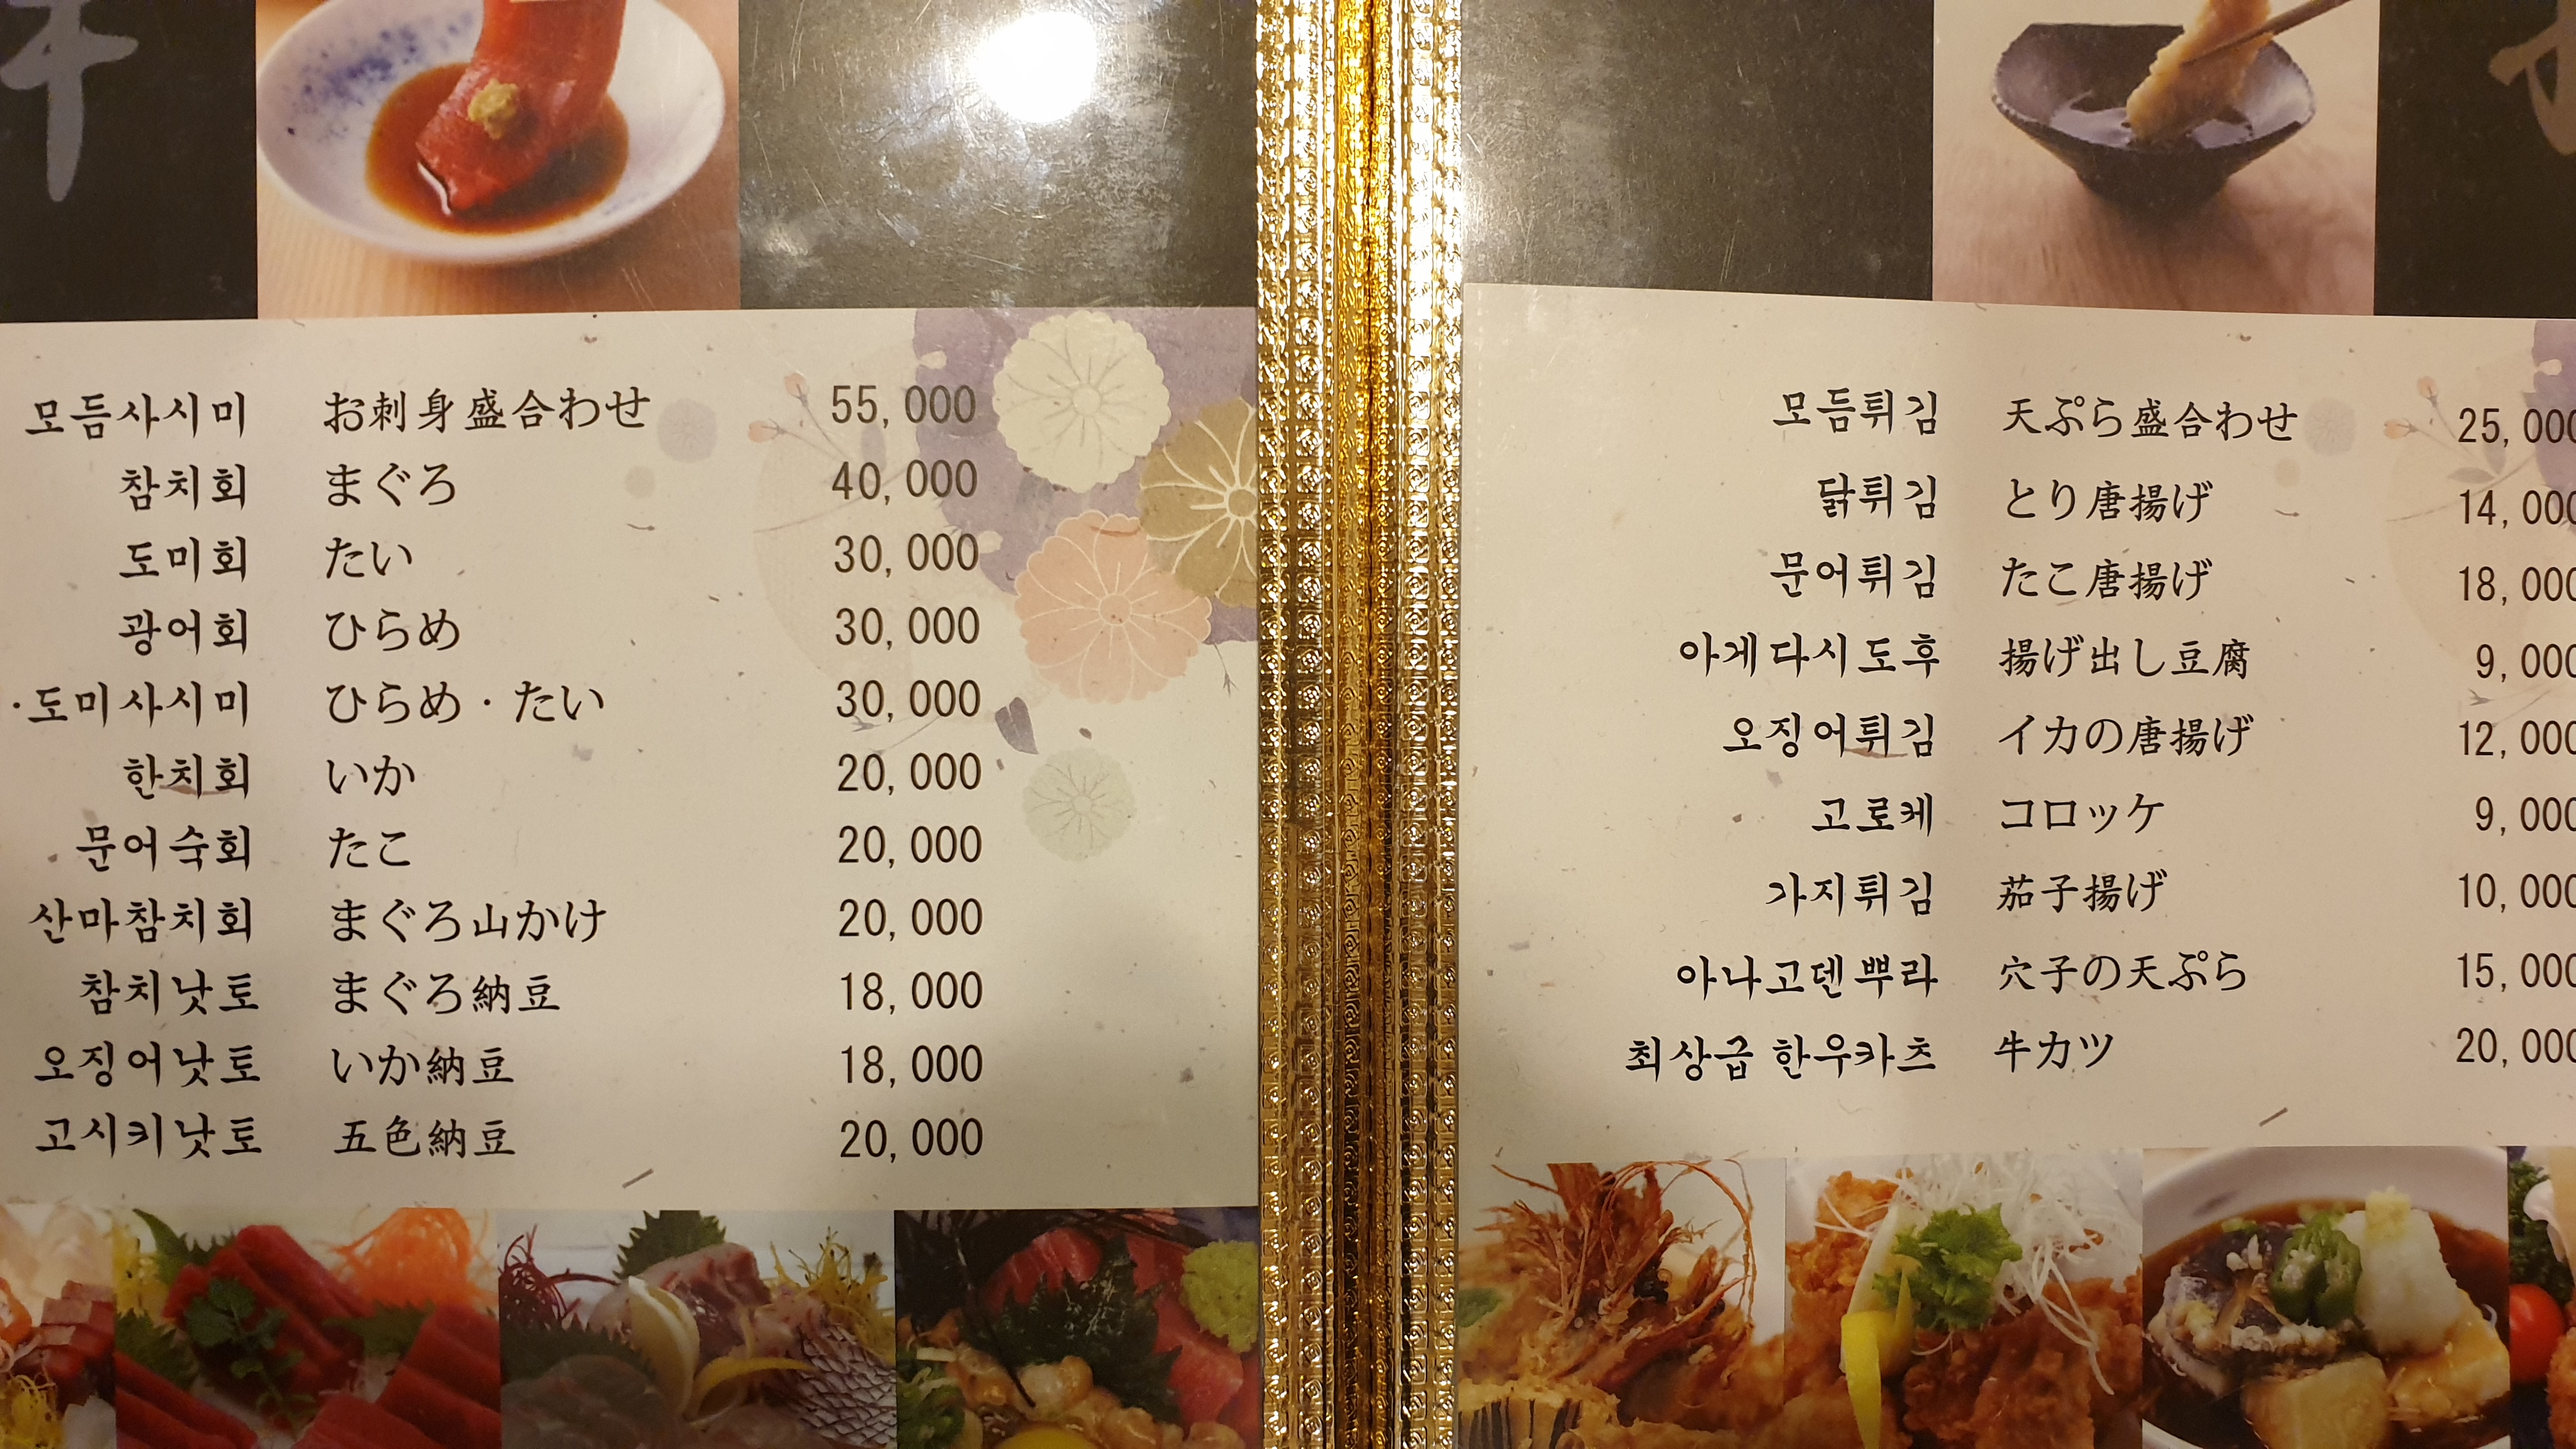 모듬사시미 お刺身盛合わせ 55,000
참치회 まぐろ 40,000
도미회 たい 30,000
광어회 ひらめ 30,000
·도미사시미 ひらめ・たい 30,000
한치회 いか 20,000
문어숙회 たこ 20,000
산마참치회 まぐろ山かけ 20,000
참치낫토 まぐろ納豆 18,000
오징어낫토 いか納豆 18,000
고시키낫토 五色納豆 20,000
모듬튀김 天ぷら盛合わせ 25,000
닭튀김 とり唐揚げ 14,000
문어튀김 たこ唐揚げ 18,000
아게다시도후 揚げ出し豆腐 9,000
오징어튀김 イカの唐揚げ 12,000
고로케 コロッケ 9,000
가지튀김 茄子揚げ 10,000
아나고덴뿌라 穴子の天ぷら 15,000
최상급 한우카츠 牛カツ 20,000